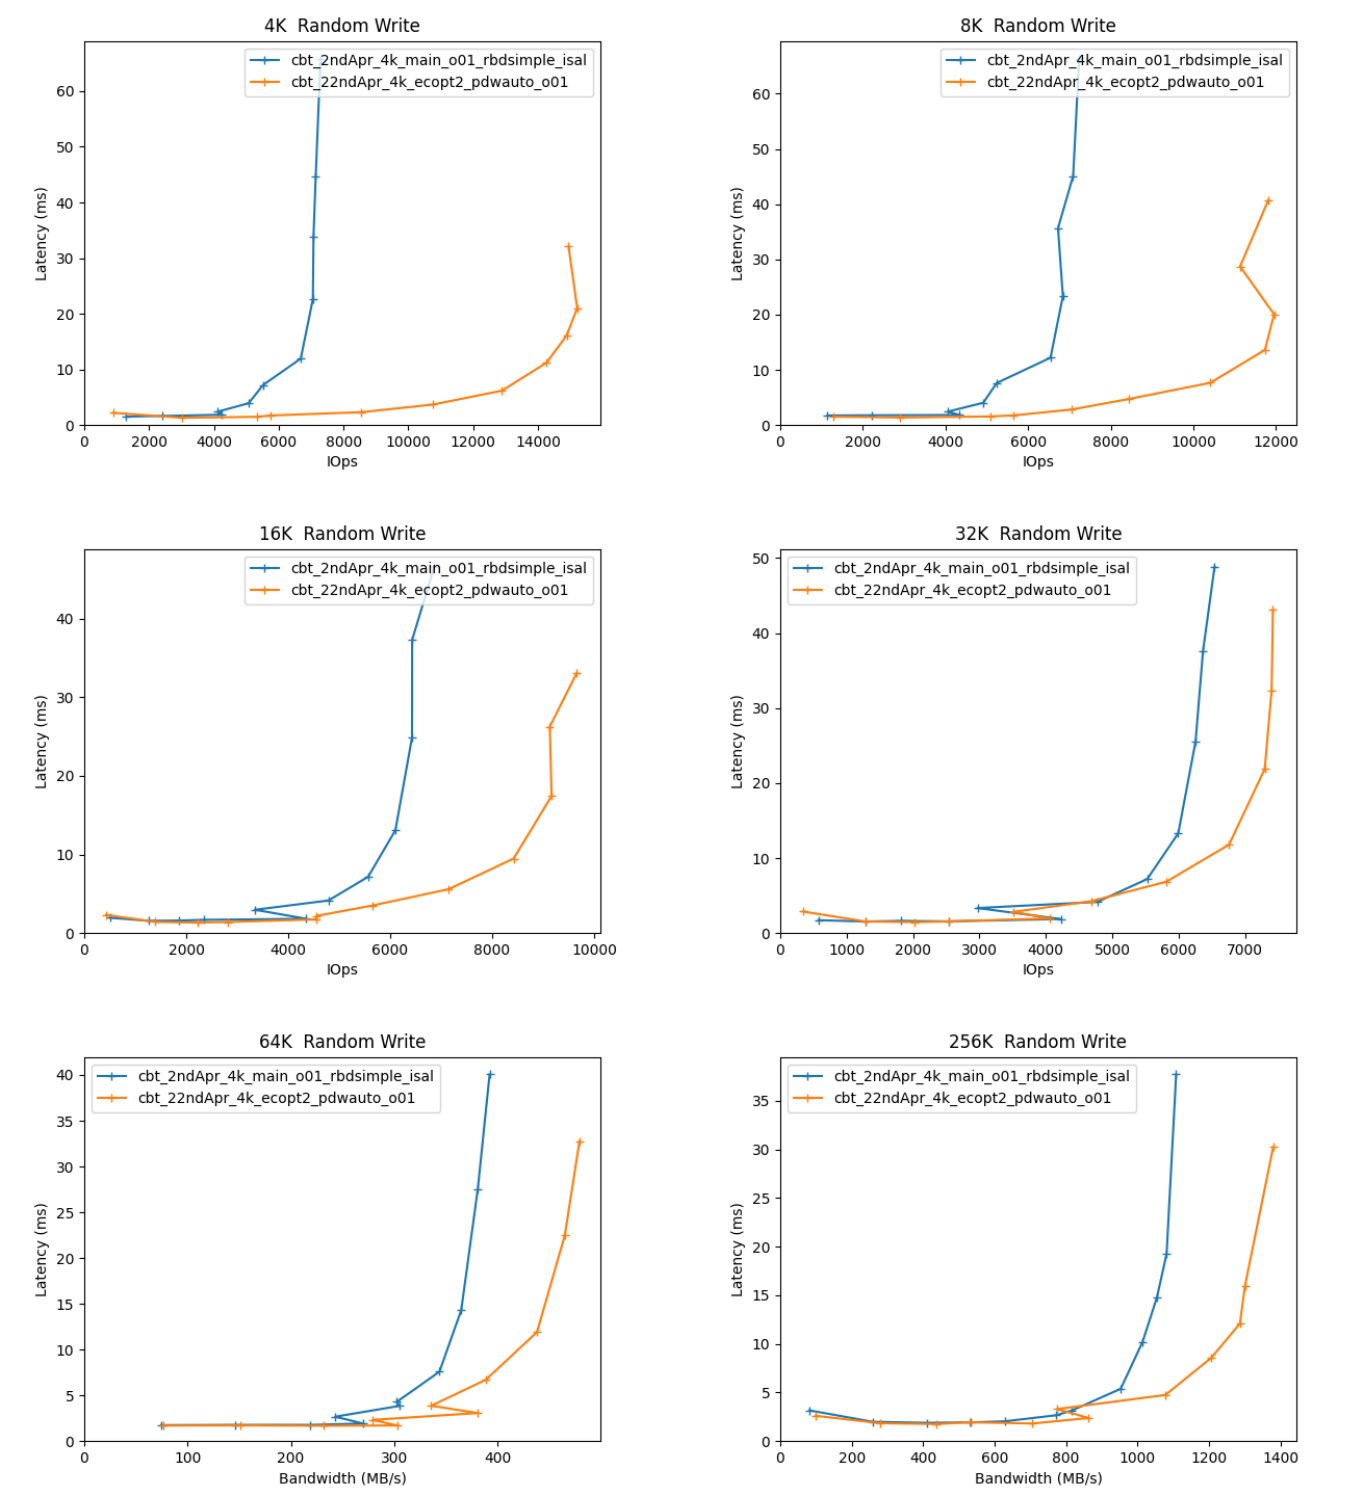 4K  Random Write
cbt_2ndApr_4k_main_o01_rbdsimple_isal
cbt_22ndApr_4k_ecopt2_pdwauto_o01
60
50
40
30
20
10
0
Latency (ms)
0 2000 4000 6000 8000 10000 12000 14000
IOps
8K  Random Write
cbt_2ndApr_4k_main_o01_rbdsimple_isal
cbt_22ndApr_4k_ecopt2_pdwauto_o01
60
50
40
30
20
10
0
Latency (ms)
0 2000 4000 6000 8000 10000 12000
IOps
16K  Random Write
cbt_2ndApr_4k_main_o01_rbdsimple_isal
cbt_22ndApr_4k_ecopt2_pdwauto_o01
40
30
20
10
0
Latency (ms)
0 2000 4000 6000 8000 10000
IOps
32K  Random Write
cbt_2ndApr_4k_main_o01_rbdsimple_isal
cbt_22ndApr_4k_ecopt2_pdwauto_o01
50
40
30
20
10
0
Latency (ms)
0 1000 2000 3000 4000 5000 6000 7000
IOps
64K  Random Write
cbt_2ndApr_4k_main_o01_rbdsimple_isal
cbt_22ndApr_4k_ecopt2_pdwauto_o01
40
35
30
25
20
15
10
5
0
Latency (ms)
0 100 200 300 400
Bandwidth (MB/s)
256K  Random Write
cbt_2ndApr_4k_main_o01_rbdsimple_isal
cbt_22ndApr_4k_ecopt2_pdwauto_o01
35
30
25
20
15
10
5
0
Latency (ms)
0 200 400 600 800 1000 1200 1400
Bandwidth (MB/s)